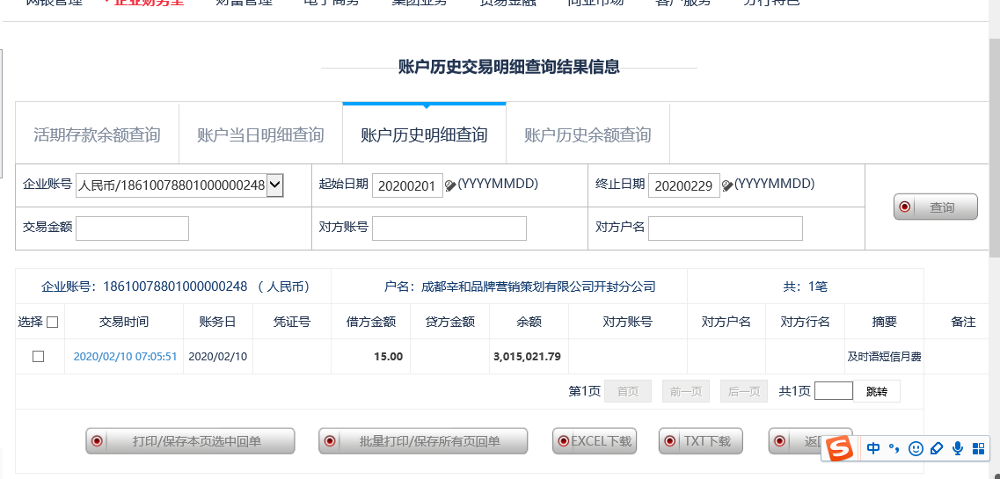 网银管理 企业财务室 财富管理 电子商务 集团业务 贸易金融 同业市场 客户服务 分行特色
账户历史交易明细查询结果信息
活期存款余额查询 账户当日明细查询 账户历史明细查询 账户历史余额查询
企业账号 人民币/18610078801000000248 起始日期 20200201 (YYYYMMDD) 终止日期 20200229 (YYYYMMDD)
查询
交易金额 对方账号 对方户名
企业账号：18610078801000000248 （ 人民币） 户名：成都辛和品牌营销策划有限公司开封分公司 共：1笔
选择 交易时间 账务日 凭证号 借方金额 贷方金额 余额 对方账号 对方户名 对方行名 摘要 备注
2020/02/10 07:05:51 2020/02/10 15.00 3,015,021.79 及时语短信月费
第1页 首页 前一页 后一页 共1页 跳转
打印/保存本页选中回单 批量打印/保存所有页回单 EXCEL下载 TXT下载 返回
S 中